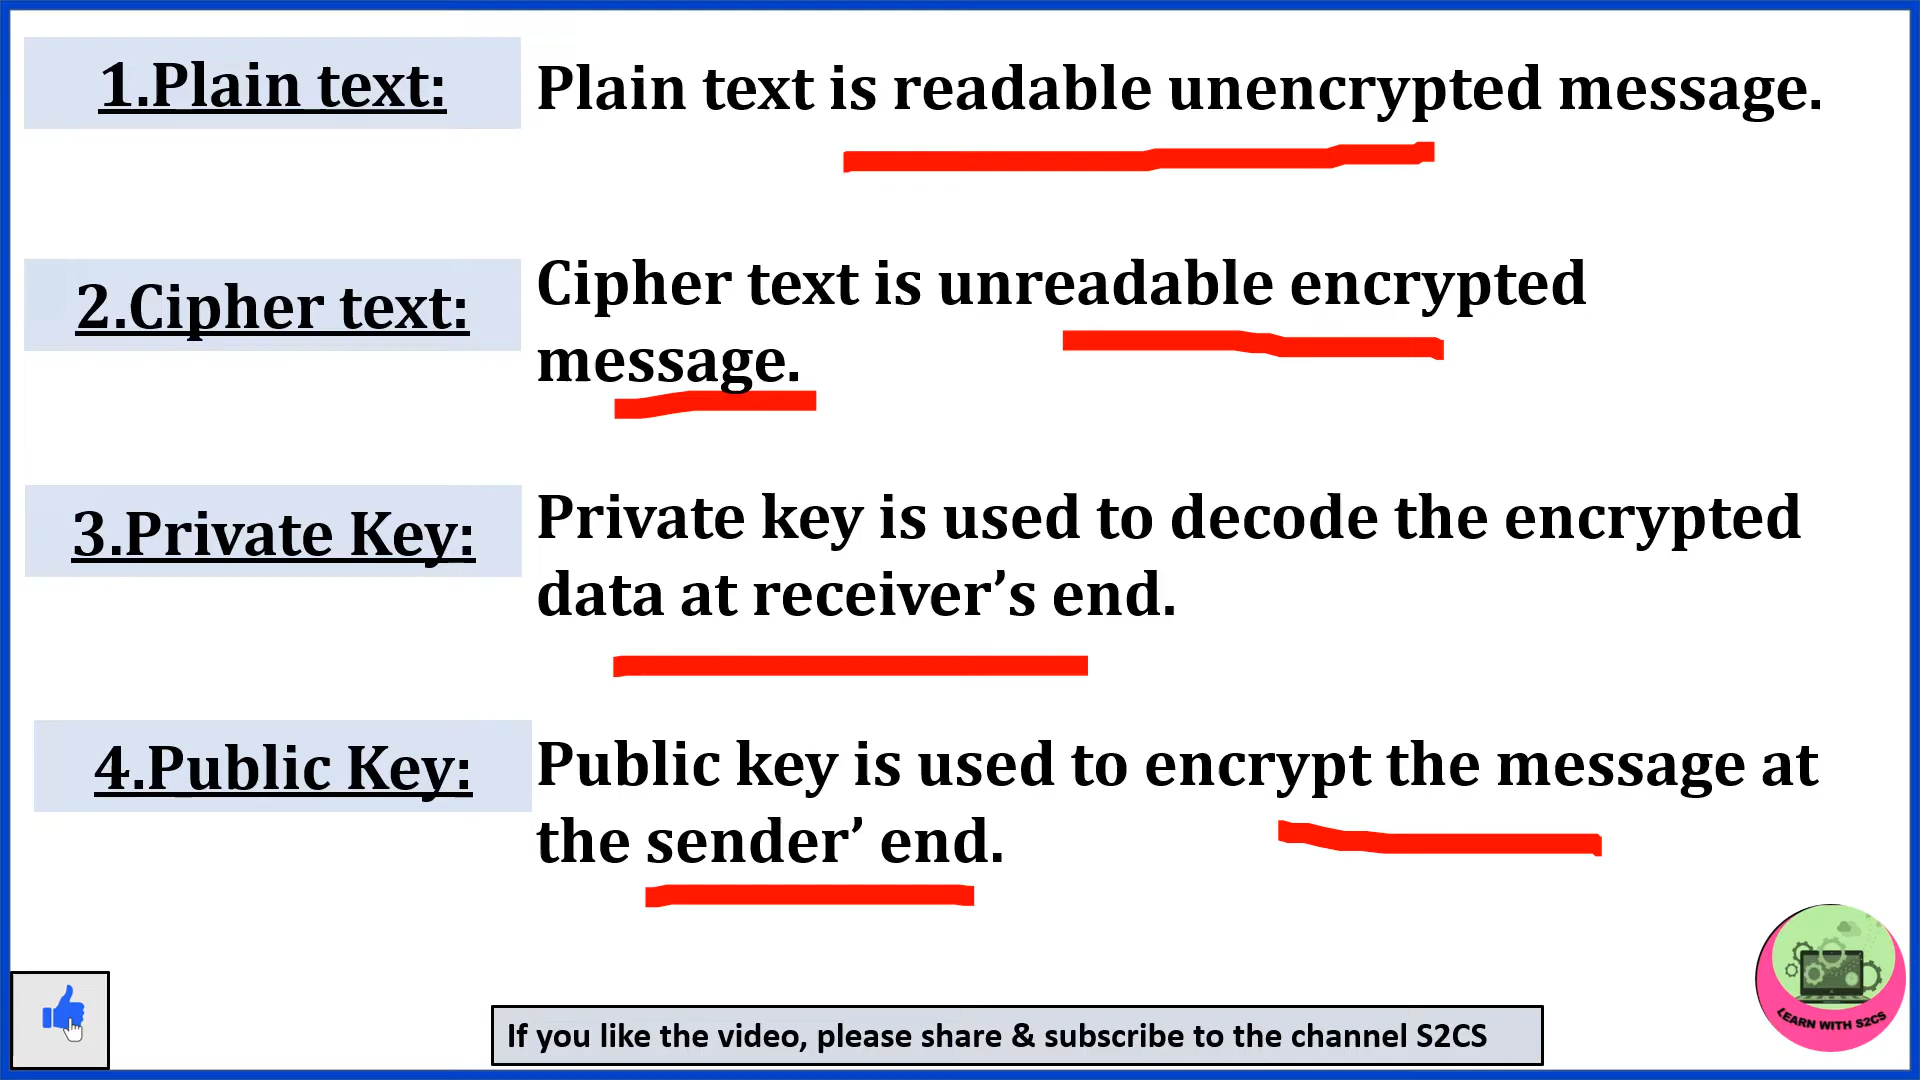 1.Plain text:
Plain text is readable unencrypted message.
2.Cipher text:
Cipher text is unreadable encrypted
message.
3.Private Key:
Private key is used to decode the encrypted
data at receiver’s end.
4.Public Key:
Public key is used to encrypt the message at
the sender’ end.
If you like the video, please share & subscribe to the channel S2CS
LEARN WITH S2CS